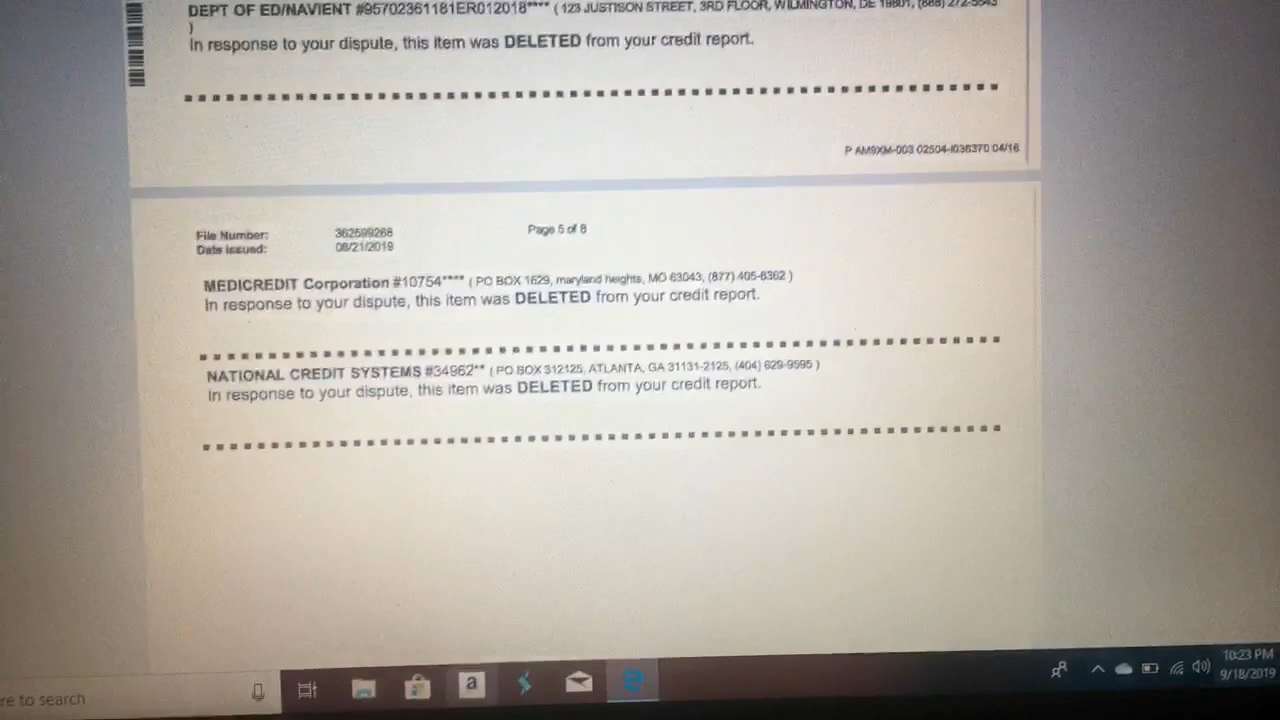 DEPT OF ED/NAVIENT #95702361181ER012018**** ( 123 JUSTISON STREET, 3RD FLOOR, WILMINGTON, DE 19801, (888) 272-5543
)
In response to your dispute, this item was DELETED from your credit report.
P AM9XM-003 02504-I036370 04/16
File Number: 362599268 Page 5 of 8
Date Issued: 08/21/2019
MEDICREDIT Corporation #10754**** ( PO BOX 1629, maryland heights, MO 63043, (877) 405-6362 )
In response to your dispute, this item was DELETED from your credit report.
NATIONAL CREDIT SYSTEMS #34962** ( PO BOX 312125, ATLANTA, GA 31131-2125, (404) 629-9595 )
In response to your dispute, this item was DELETED from your credit report.
re to search
a
10:23 PM
9/18/2019